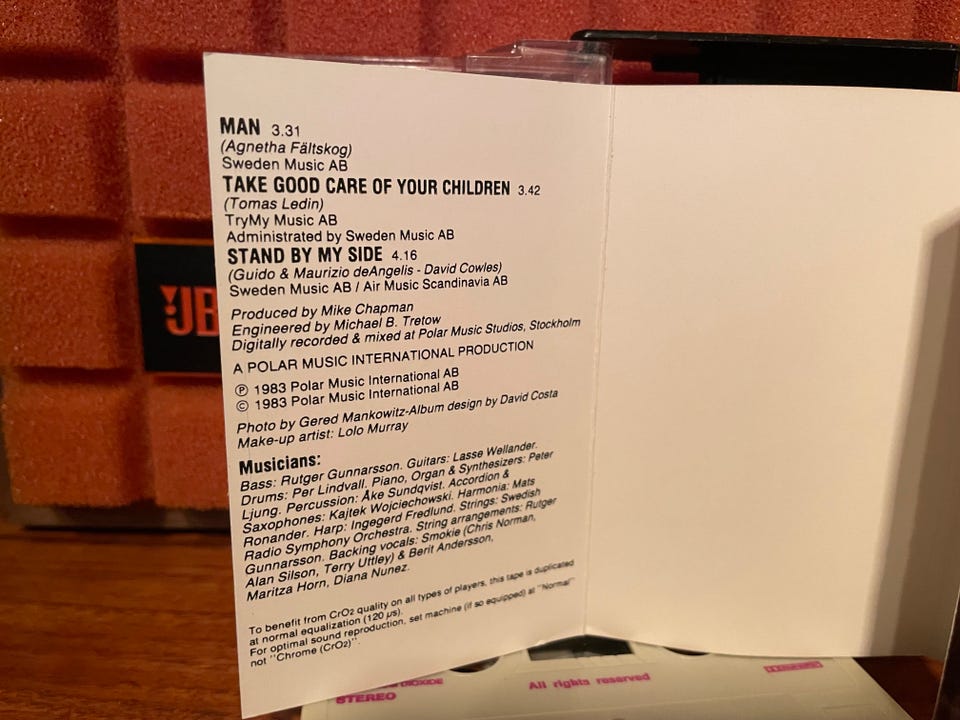 MAN 3.31
(Agnetha Fältskog)
Sweden Music AB
TAKE GOOD CARE OF YOUR CHILDREN 3.42
(Tomas Ledin)
TryMy Music AB
Administrated by Sweden Music AB
STAND BY MY SIDE 4.16
(Guido & Maurizio deAngelis - David Cowles)
Sweden Music AB / Air Music Scandinavia AB
Produced by Mike Chapman
Engineered by Michael B. Tretow
Digitally recorded & mixed at Polar Music Studios, Stockholm
A POLAR MUSIC INTERNATIONAL PRODUCTION
℗ 1983 Polar Music International AB
© 1983 Polar Music International AB
Photo by Gered Mankowitz-Album design by David Costa
Make-up artist: Lolo Murray
Musicians:
Bass: Rutger Gunnarsson. Guitars: Lasse Wellander.
Drums: Per Lindvall. Piano, Organ & Synthesizers: Peter
Ljung. Percussion: Åke Sundqvist. Accordion &
Saxophones: Kajtek Wojciechowski. Harmonia: Mats
Ronander. Harp: Ingegerd Fredlund. Strings: Swedish
Radio Symphony Orchestra. String arrangements: Rutger
Gunnarsson. Backing vocals: Smokie (Chris Norman,
Alan Silson, Terry Uttley) & Berit Andersson,
Maritza Horn, Diana Nunez.
To benefit from CrO2 quality on all types of players, this tape is duplicated
at normal equalization (120 µs).
For optimal sound reproduction, set machine (if so equipped) at "Normal"
not "Chrome (CrO2)".
JB
DIOXIDE
STEREO
All rights reserved